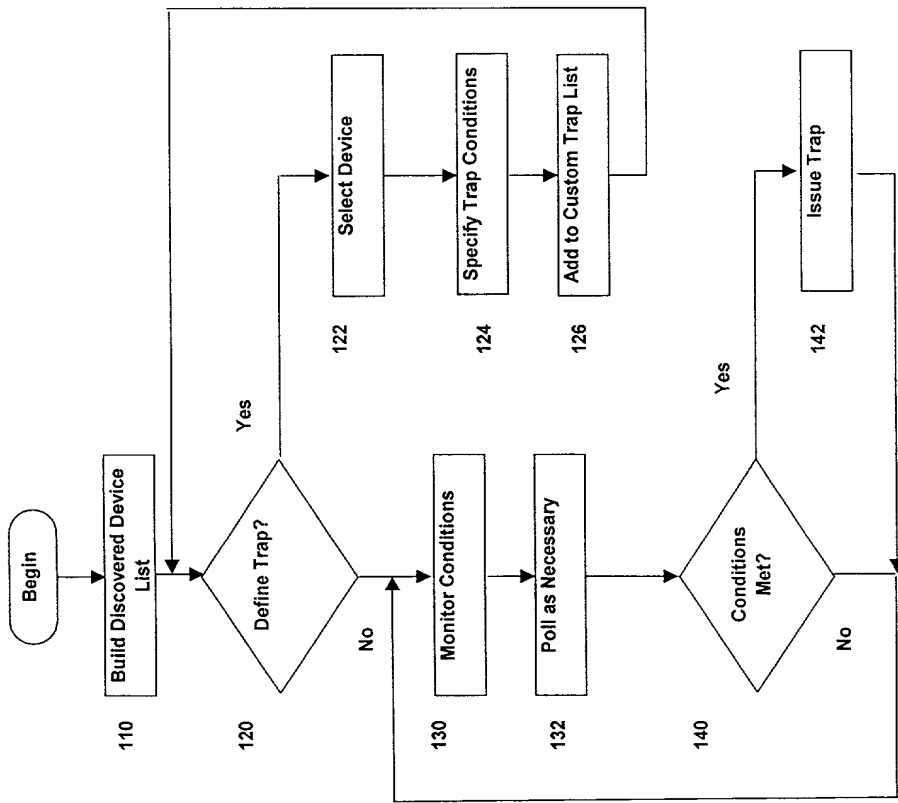 Begin
Build Discovered Device
List
110
Define Trap?
120
Yes
No
Select Device
122
Specify Trap Conditions
124
Add to Custom Trap List
126
Monitor Conditions
130
Poll as Necessary
132
Conditions
Met?
140
Yes
No
Issue Trap
142